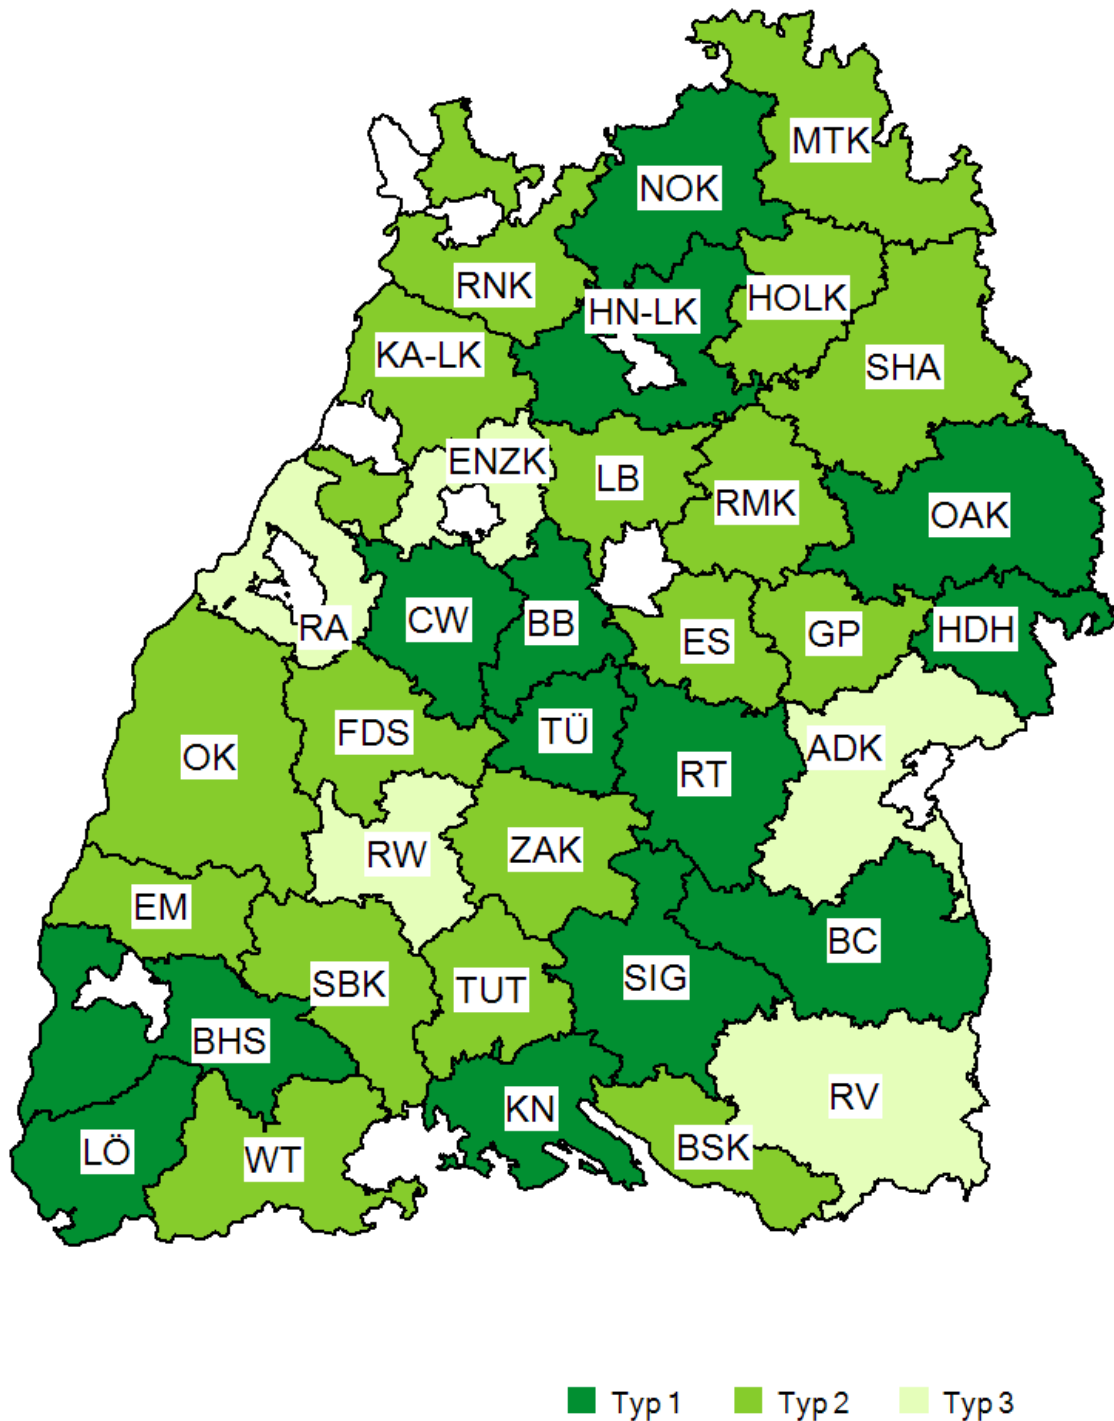 MTK
NOK
RNK
HN-LK
HOLK
KA-LK
SHA
ENZK
LB
RMK
OAK
RA
CW
BB
ES
GP
HDH
OK
FDS
TÜ
RT
ADK
RW
ZAK
EM
BC
SBK
TUT
SIG
BHS
KN
RV
LÖ
WT
BSK
Typ 1 Typ 2 Typ 3